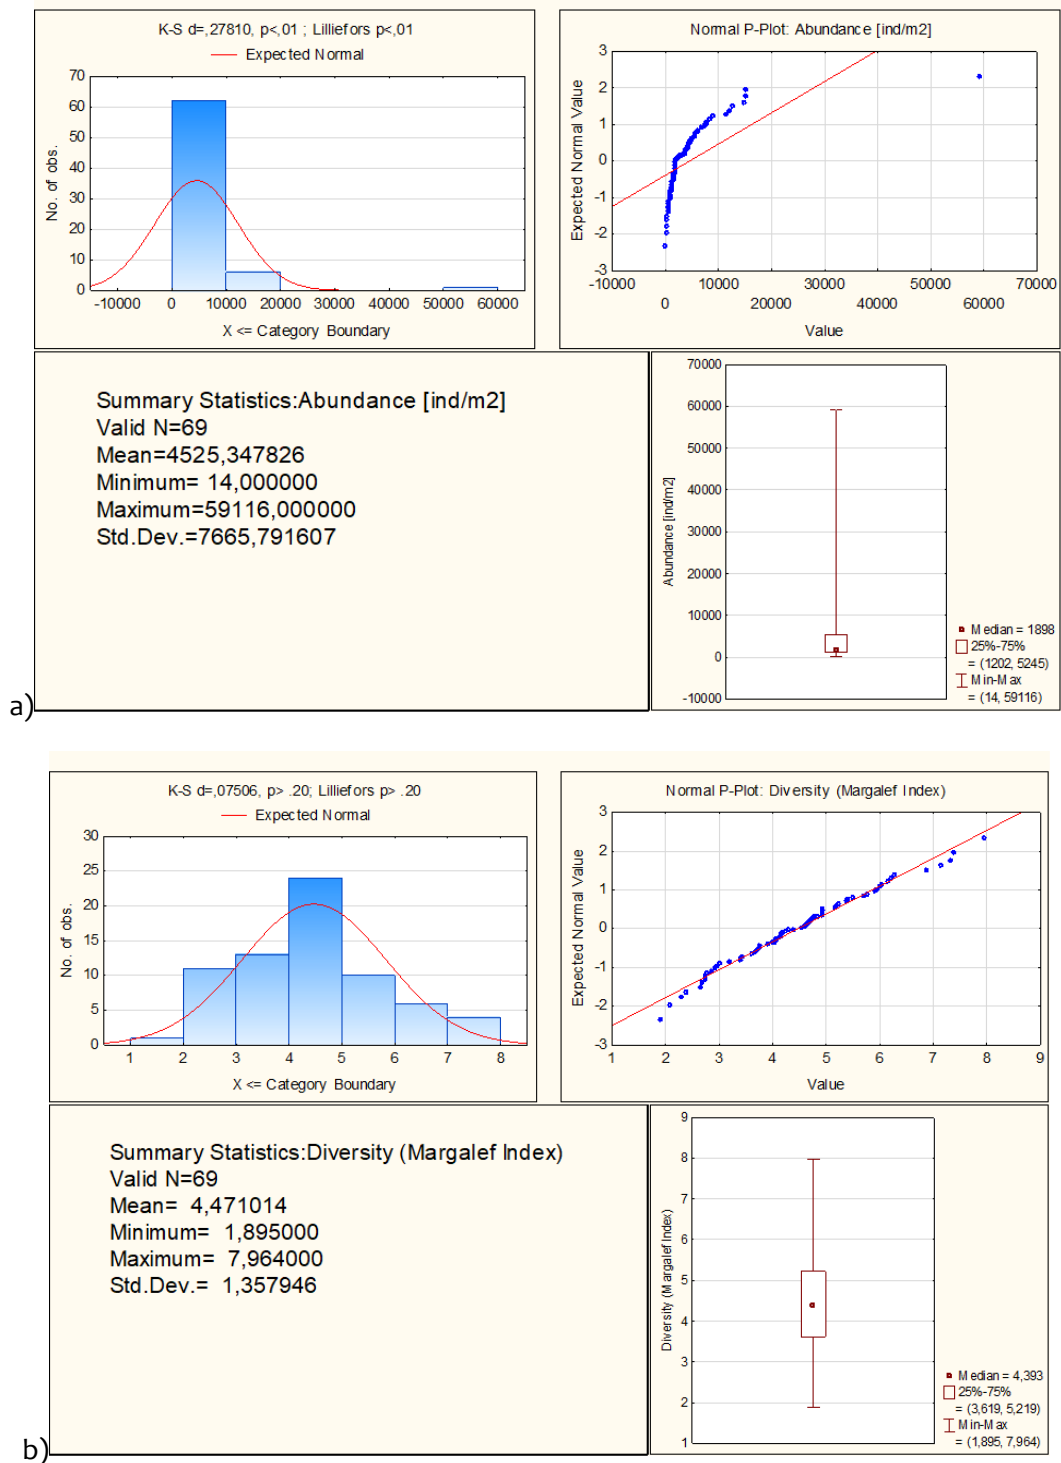 K-S d=,27810, p<,01 ; Lilliefors p<,01
Expected Normal
70
60
50
40
30
20
10
0
No. of obs.
-10000 0 10000 20000 30000 40000 50000 60000
X <= Category Boundary
Normal P-Plot: Abundance [ind/m2]
3
2
1
0
-1
-2
-3
Expected Normal Value
-10000 10000 30000 50000 70000
0 20000 40000 60000
Value
Summary Statistics:Abundance [ind/m2]
Valid N=69
Mean=4525,347826
Minimum= 14,000000
Maximum=59116,000000
Std.Dev.=7665,791607
70000
60000
50000
40000
30000
20000
10000
0
-10000
Abundance [ind/m2]
Median = 1898
25%-75%
= (1202, 5245)
Min-Max
= (14, 59116)
a)
K-S d=,07506, p> .20; Lilliefors p> .20
Expected Normal
30
25
20
15
10
5
0
No. of obs.
1 2 3 4 5 6 7 8
X <= Category Boundary
Normal P-Plot: Diversity (Margalef Index)
3
2
1
0
-1
-2
-3
Expected Normal Value
1 2 3 4 5 6 7 8 9
Value
Summary Statistics:Diversity (Margalef Index)
Valid N=69
Mean= 4,471014
Minimum= 1,895000
Maximum= 7,964000
Std.Dev.= 1,357946
9
8
7
6
5
4
3
2
1
Diversity (Margalef Index)
Median = 4,393
25%-75%
= (3,619, 5,219)
Min-Max
= (1,895, 7,964)
b)